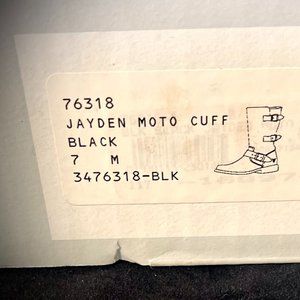 76318
JAYDEN MOTO CUFF
BLACK
7 M
3476318-BLK